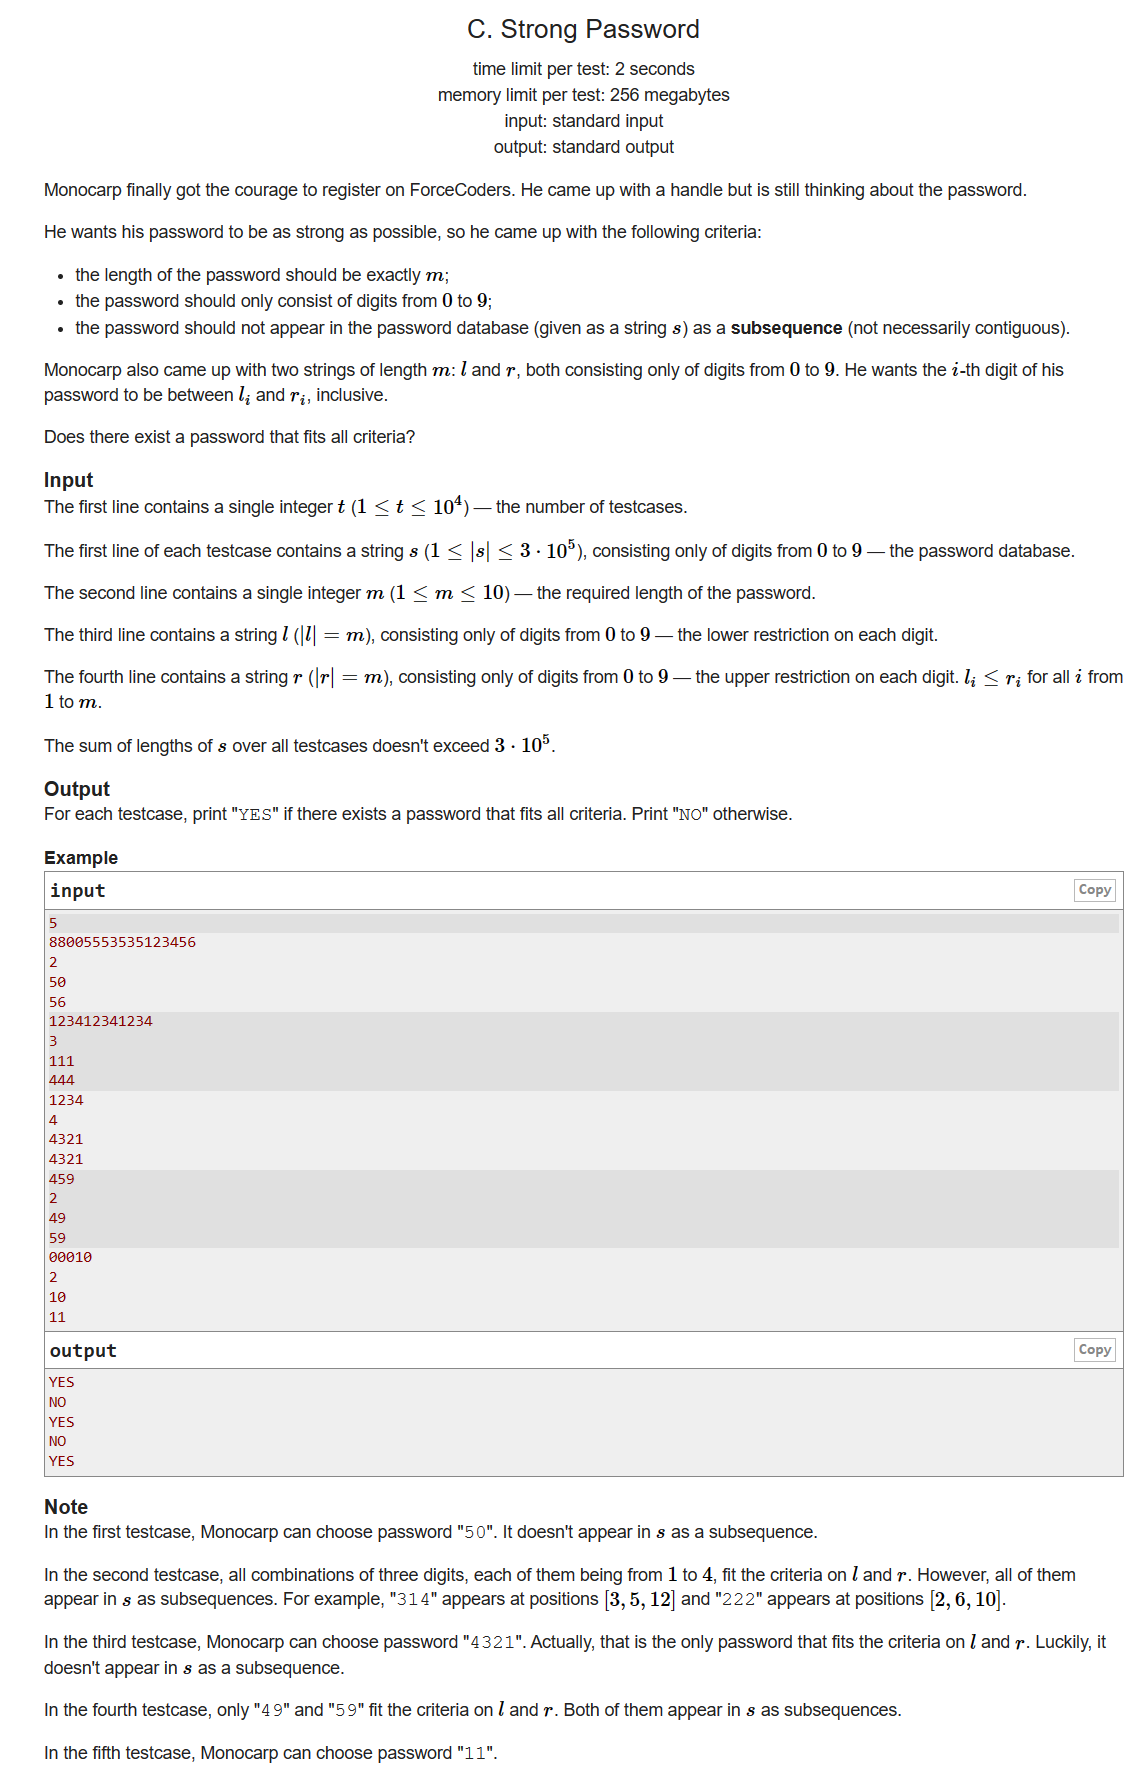 C. Strong Password
time limit per test: 2 seconds
memory limit per test: 256 megabytes
input: standard input
output: standard output
Monocarp finally got the courage to register on ForceCoders. He came up with a handle but is still thinking about the password.
He wants his password to be as strong as possible, so he came up with the following criteria:
• the length of the password should be exactly m;
• the password should only consist of digits from 0 to 9;
• the password should not appear in the password database (given as a string s) as a subsequence (not necessarily contiguous).
Monocarp also came up with two strings of length m: l and r, both consisting only of digits from 0 to 9. He wants the i-th digit of his
password to be between l_i and r_i, inclusive.
Does there exist a password that fits all criteria?
Input
The first line contains a single integer t (1 ≤ t ≤ 10^4) — the number of testcases.
The first line of each testcase contains a string s (1 ≤ |s| ≤ 3 · 10^5), consisting only of digits from 0 to 9 — the password database.
The second line contains a single integer m (1 ≤ m ≤ 10) — the required length of the password.
The third line contains a string l (|l| = m), consisting only of digits from 0 to 9 — the lower restriction on each digit.
The fourth line contains a string r (|r| = m), consisting only of digits from 0 to 9 — the upper restriction on each digit. l_i ≤ r_i for all i from
1 to m.
The sum of lengths of s over all testcases doesn't exceed 3 · 10^5.
Output
For each testcase, print "YES" if there exists a password that fits all criteria. Print "NO" otherwise.
Example
input Copy
5
88005553535123456
2
50
56
123412341234
3
111
444
1234
4
4321
4321
459
2
49
59
00010
2
10
11
output Copy
YES
NO
YES
NO
YES
Note
In the first testcase, Monocarp can choose password "50". It doesn't appear in s as a subsequence.
In the second testcase, all combinations of three digits, each of them being from 1 to 4, fit the criteria on l and r. However, all of them
appear in s as subsequences. For example, "314" appears at positions [3, 5, 12] and "222" appears at positions [2, 6, 10].
In the third testcase, Monocarp can choose password "4321". Actually, that is the only password that fits the criteria on l and r. Luckily, it
doesn't appear in s as a subsequence.
In the fourth testcase, only "49" and "59" fit the criteria on l and r. Both of them appear in s as subsequences.
In the fifth testcase, Monocarp can choose password "11".